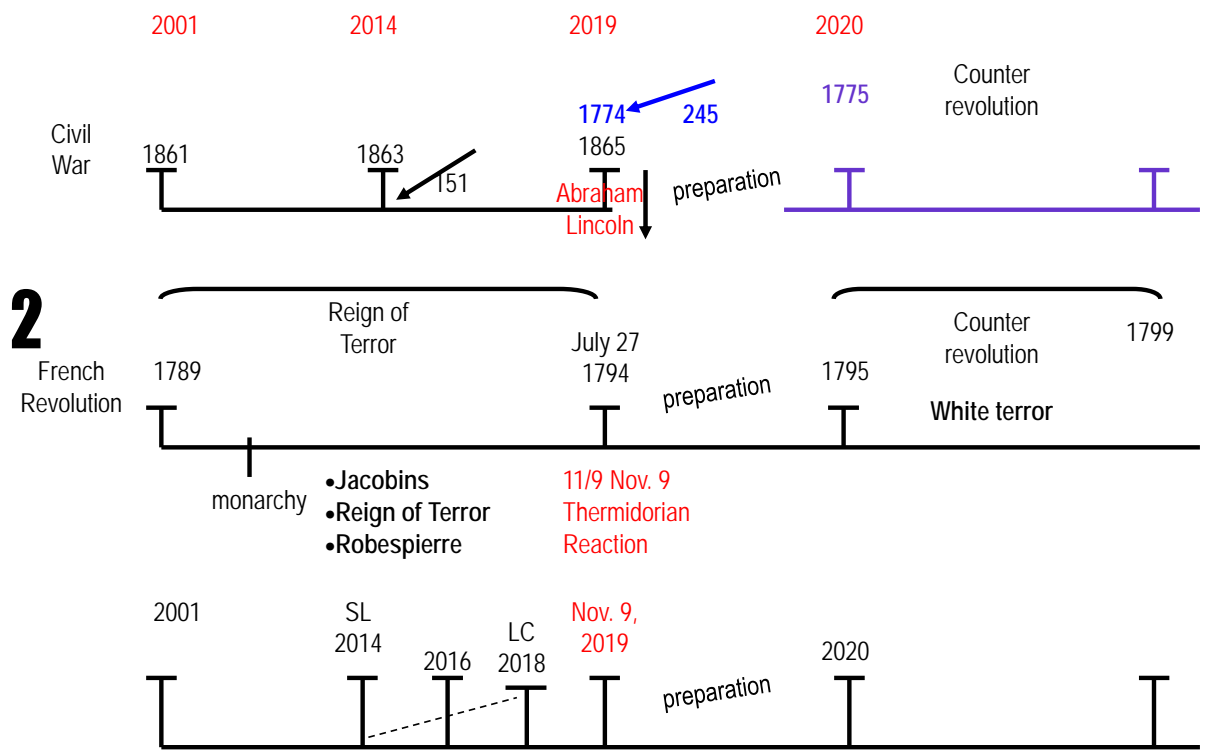 2001 2014 2019 2020
1774 245 1775 Counter
revolution
Civil
War
1861 1863 1865
151
Abraham
Lincoln
preparation
2
Reign of
Terror
Counter
revolution
French
Revolution
1789
July 27
1794
preparation
1795
1799
White terror
monarchy
•Jacobins
•Reign of Terror
•Robespierre
11/9 Nov. 9
Thermidorian
Reaction
2001
SL
2014
2016
LC
2018
Nov. 9,
2019
preparation
2020